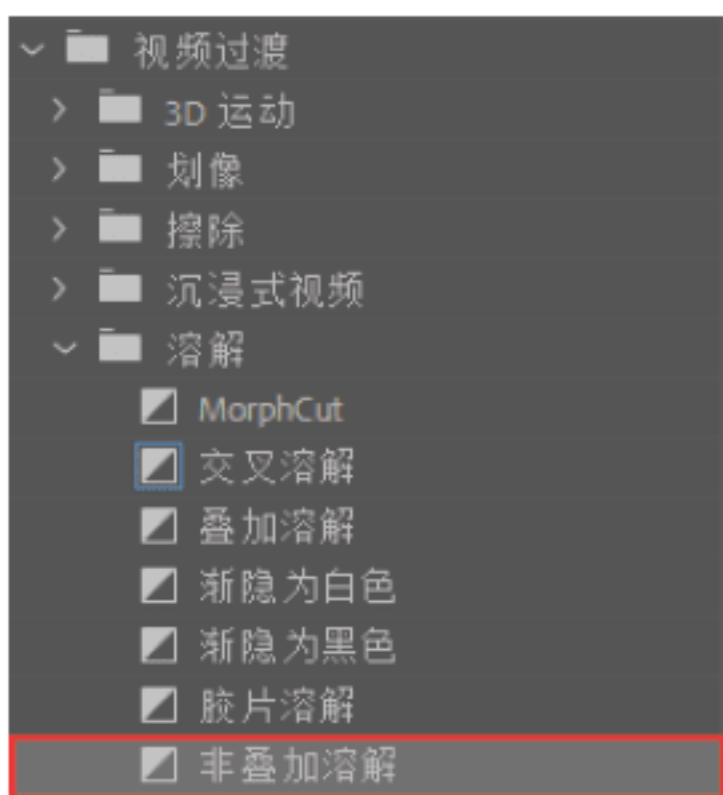 视频过渡
3D 运动
划像
擦除
沉浸式视频
溶解
MorphCut
交叉溶解
叠加溶解
渐隐为白色
渐隐为黑色
胶片溶解
非叠加溶解